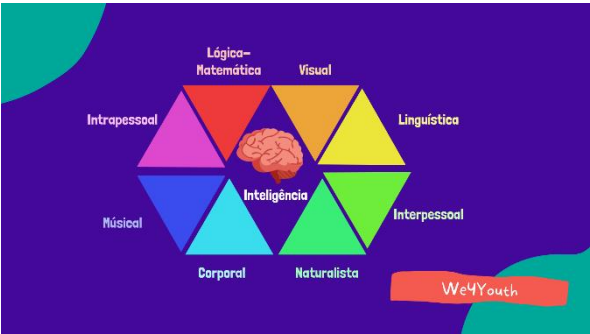 Lógica-
Matemática
Visual
Intrapessoal
Linguística
Inteligência
Músical
Interpessoal
Corporal
Naturalista
We4Youth